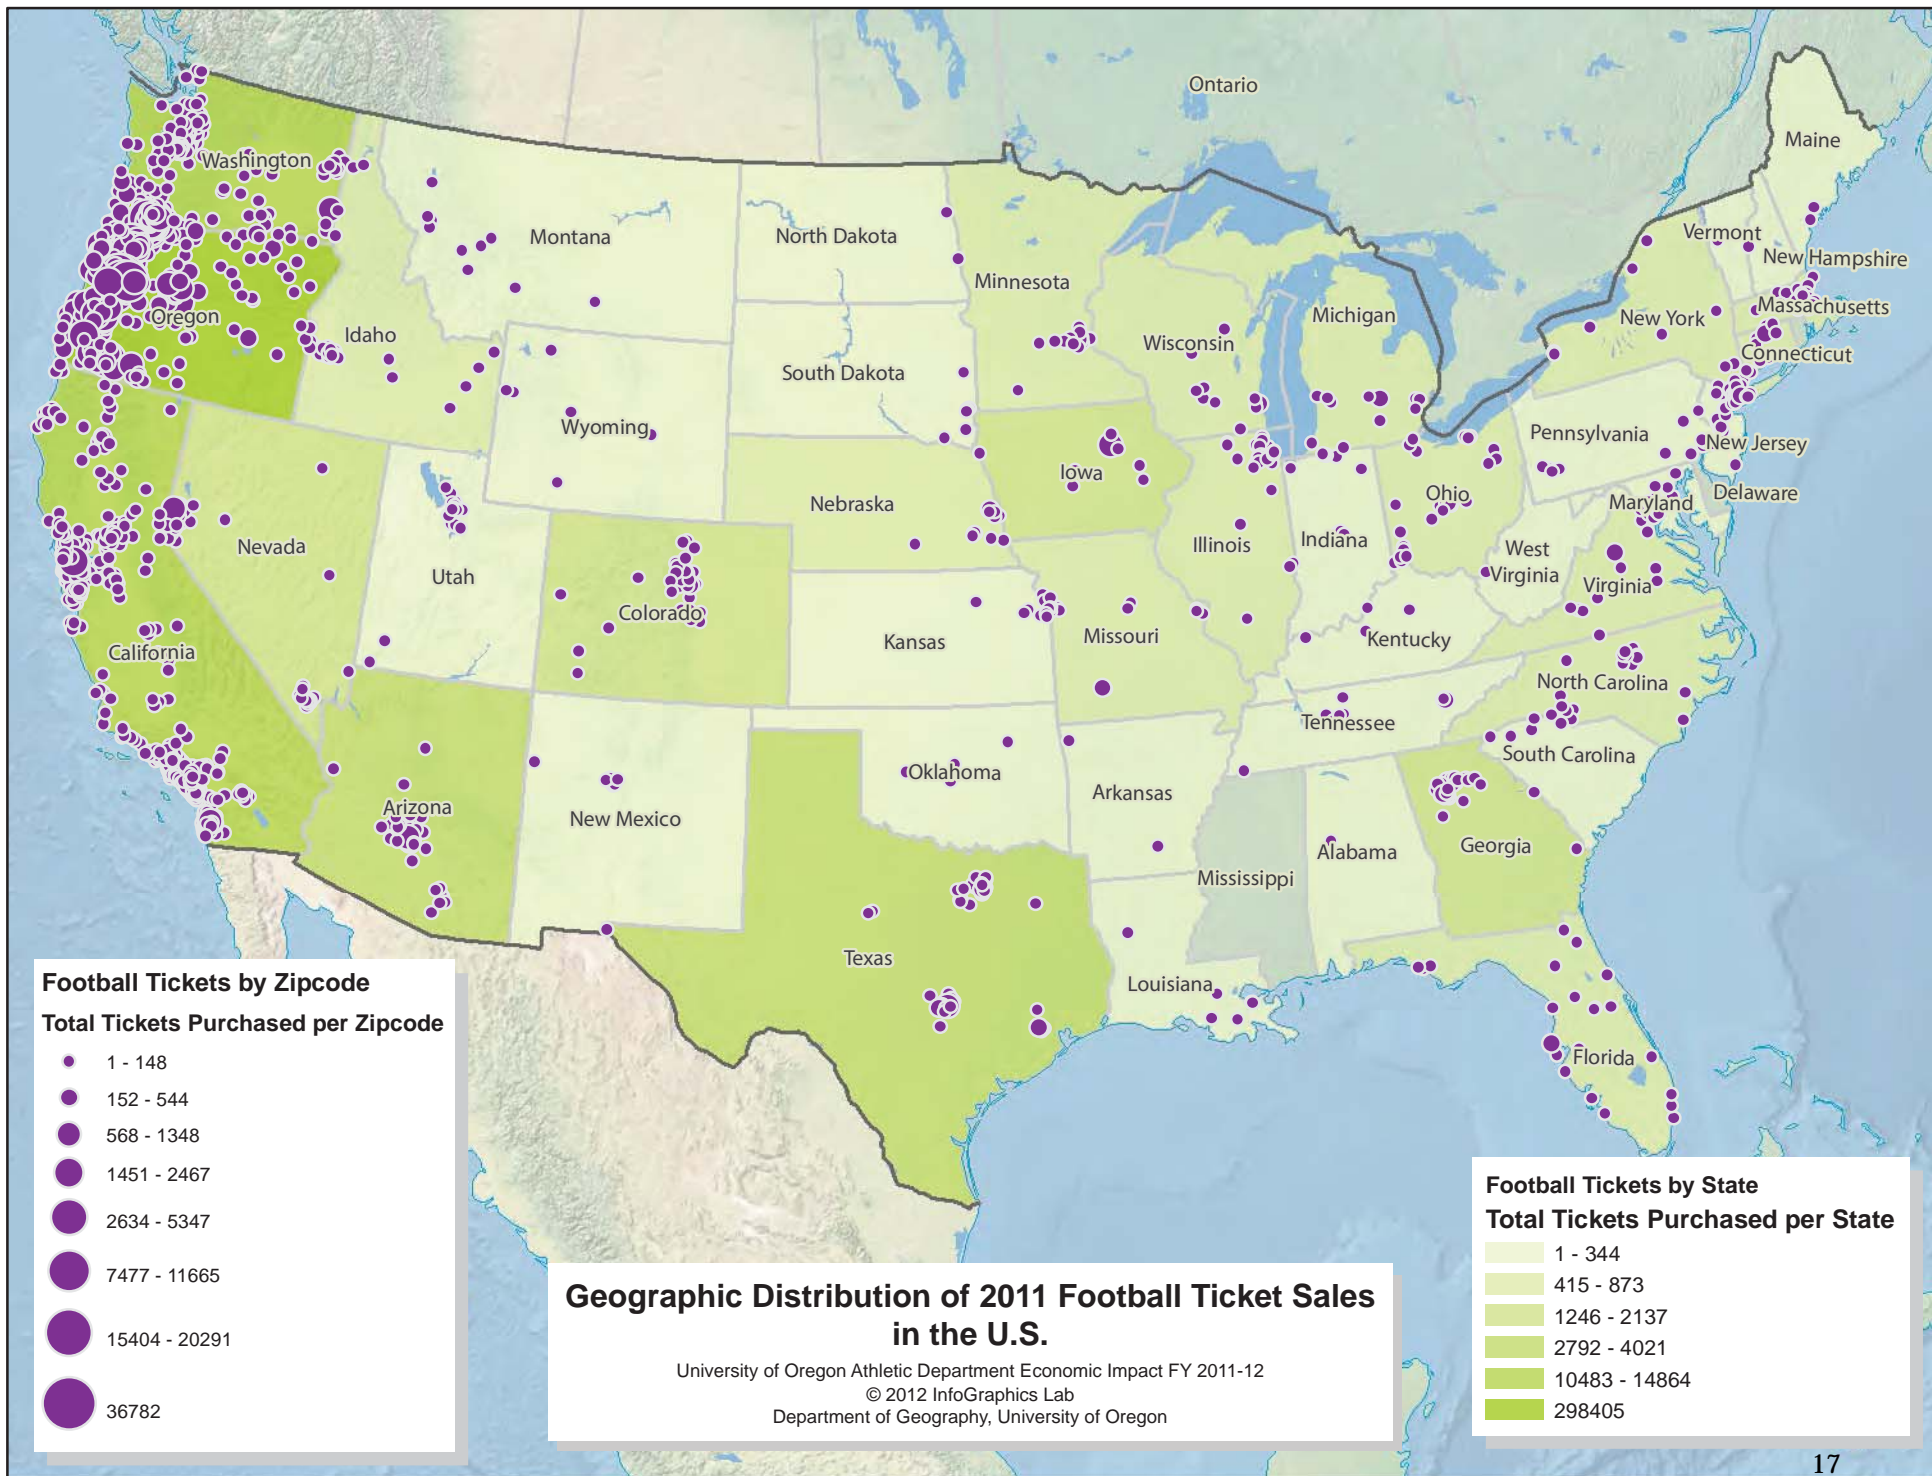 Ontario
Maine
Washington
Montana
North Dakota
Vermont
New Hampshire
Minnesota
Massachusetts
Oregon
Idaho
Michigan
New York
Wisconsin
Connecticut
South Dakota
Wyoming
Pennsylvania
New Jersey
Iowa
Nebraska
Ohio
Maryland
Delaware
Nevada
Illinois
Indiana
West
Virginia
Utah
Virginia
Colorado
Kansas
Missouri
Kentucky
California
North Carolina
Tennessee
South Carolina
Oklahoma
Arkansas
Arizona
New Mexico
Alabama
Georgia
Mississippi
Texas
Louisiana
Florida
Football Tickets by Zipcode
Total Tickets Purchased per Zipcode
1 - 148
152 - 544
568 - 1348
1451 - 2467
2634 - 5347
7477 - 11665
15404 - 20291
36782
Geographic Distribution of 2011 Football Ticket Sales
in the U.S.
University of Oregon Athletic Department Economic Impact FY 2011-12
© 2012 InfoGraphics Lab
Department of Geography, University of Oregon
Football Tickets by State
Total Tickets Purchased per State
1 - 344
415 - 873
1246 - 2137
2792 - 4021
10483 - 14864
298405
17